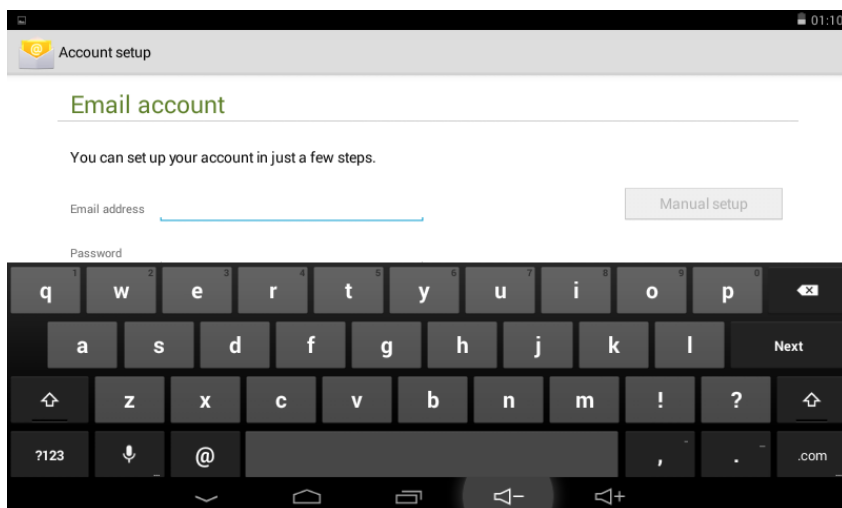 01:10
Account setup
Email account
You can set up your account in just a few steps.
Email address
Manual setup
Password
q 1 w 2 e 3 r 4 t 5 y 6 u 7 i 8 o 9 p 0
a s d f g h j k l Next
z x c v b n m ! ?
?123 @ , - . _ .com